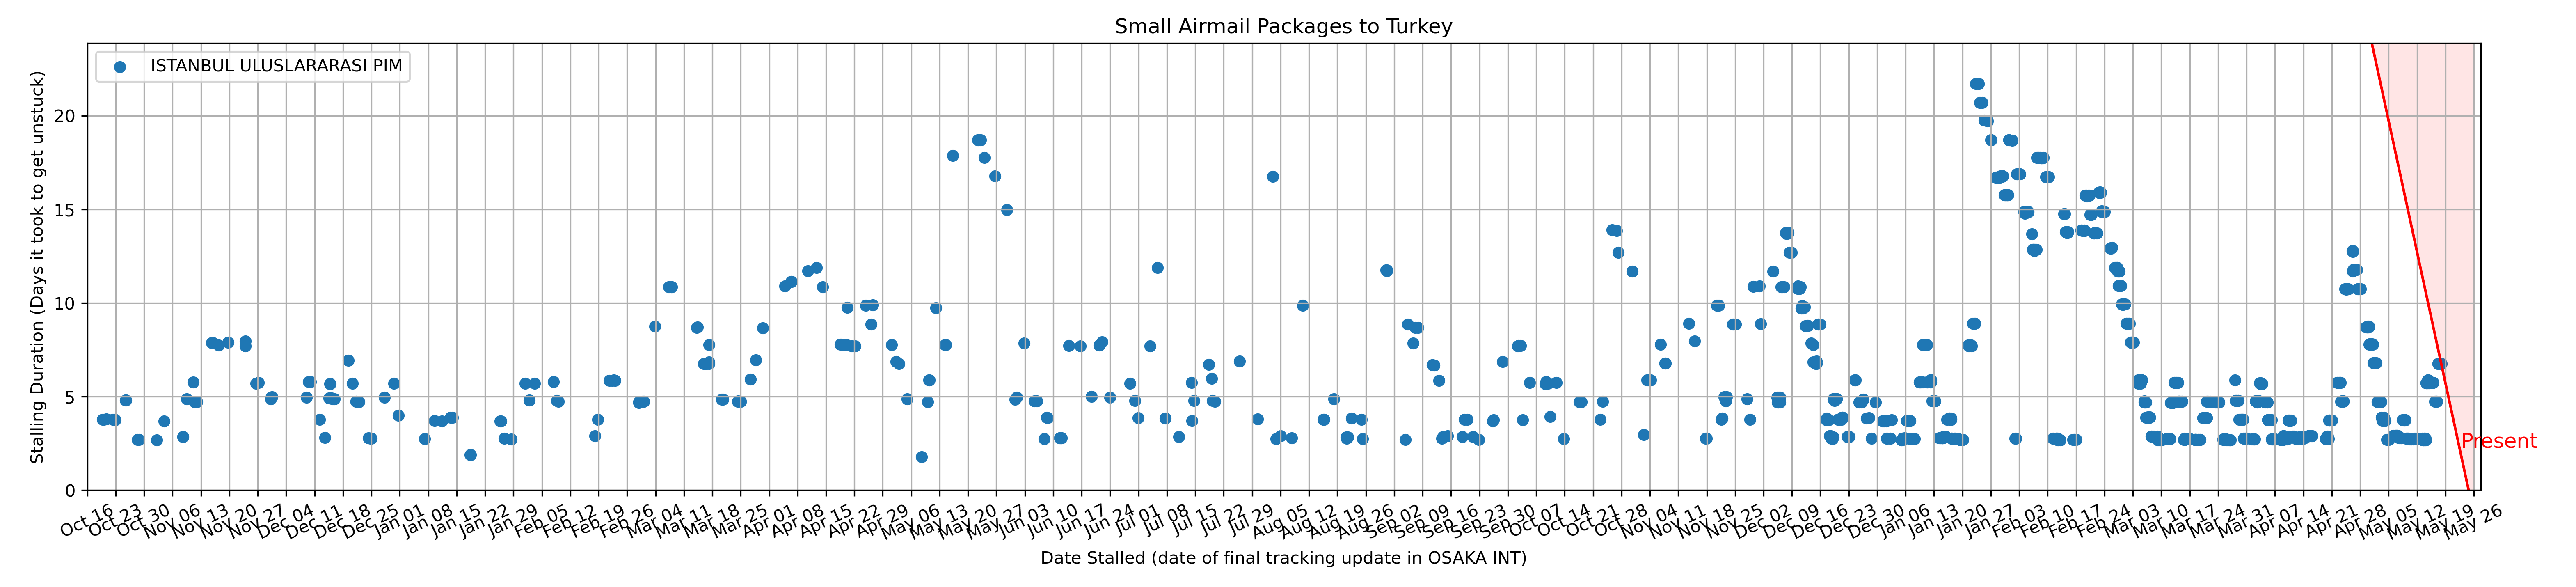 Small Airmail Packages to Turkey
ISTANBUL ULUSLARARASI PIM
Stalling Duration (Days it took to get unstuck)
20
15
10
5
0
Present
Oct 16 Oct 23 Oct 30 Nov 06 Nov 13 Nov 20 Nov 27 Dec 04 Dec 11 Dec 18 Dec 25 Jan 01 Jan 08 Jan 15 Jan 22 Jan 29 Feb 05 Feb 12 Feb 19 Feb 26 Mar 04 Mar 11 Mar 18 Mar 25 Apr 01 Apr 08 Apr 15 Apr 22 Apr 29 May 06 May 13 May 20 May 27 Jun 03 Jun 10 Jun 17 Jun 24 Jul 01 Jul 08 Jul 15 Jul 22 Jul 29 Aug 05 Aug 12 Aug 19 Aug 26 Sep 02 Sep 09 Sep 16 Sep 23 Sep 30 Oct 07 Oct 14 Oct 21 Oct 28 Nov 04 Nov 11 Nov 18 Nov 25 Dec 02 Dec 09 Dec 16 Dec 23 Dec 30 Jan 06 Jan 13 Jan 20 Jan 27 Feb 03 Feb 10 Feb 17 Feb 24 Mar 03 Mar 10 Mar 17 Mar 24 Mar 31 Apr 07 Apr 14 Apr 21 Apr 28 May 05 May 12 May 19 May 26
Date Stalled (date of final tracking update in OSAKA INT)